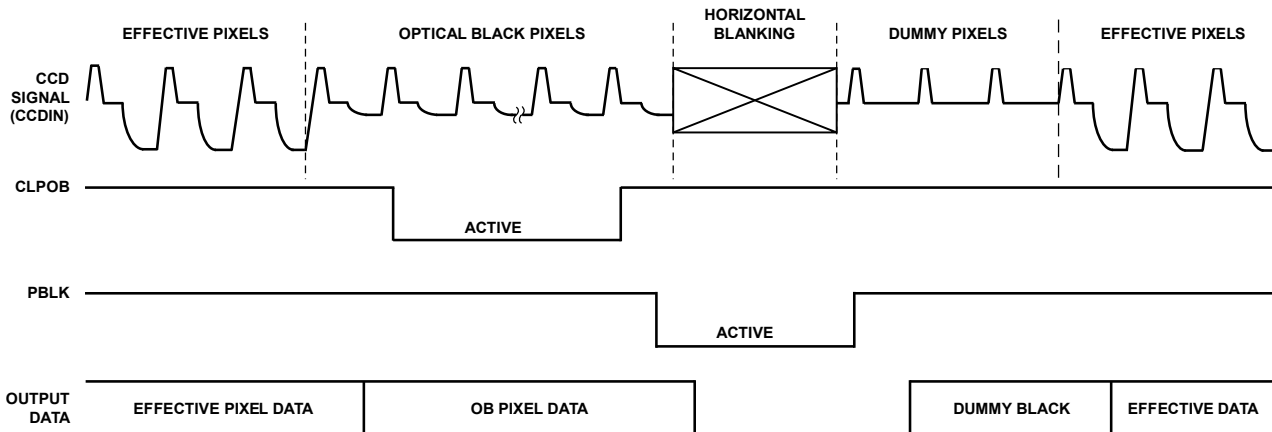 EFFECTIVE PIXELS
OPTICAL BLACK PIXELS
HORIZONTAL
BLANKING
DUMMY PIXELS
EFFECTIVE PIXELS
CCD
SIGNAL
(CCDIN)
CLPOB
ACTIVE
PBLK
ACTIVE
OUTPUT
DATA
EFFECTIVE PIXEL DATA
OB PIXEL DATA
DUMMY BLACK
EFFECTIVE DATA